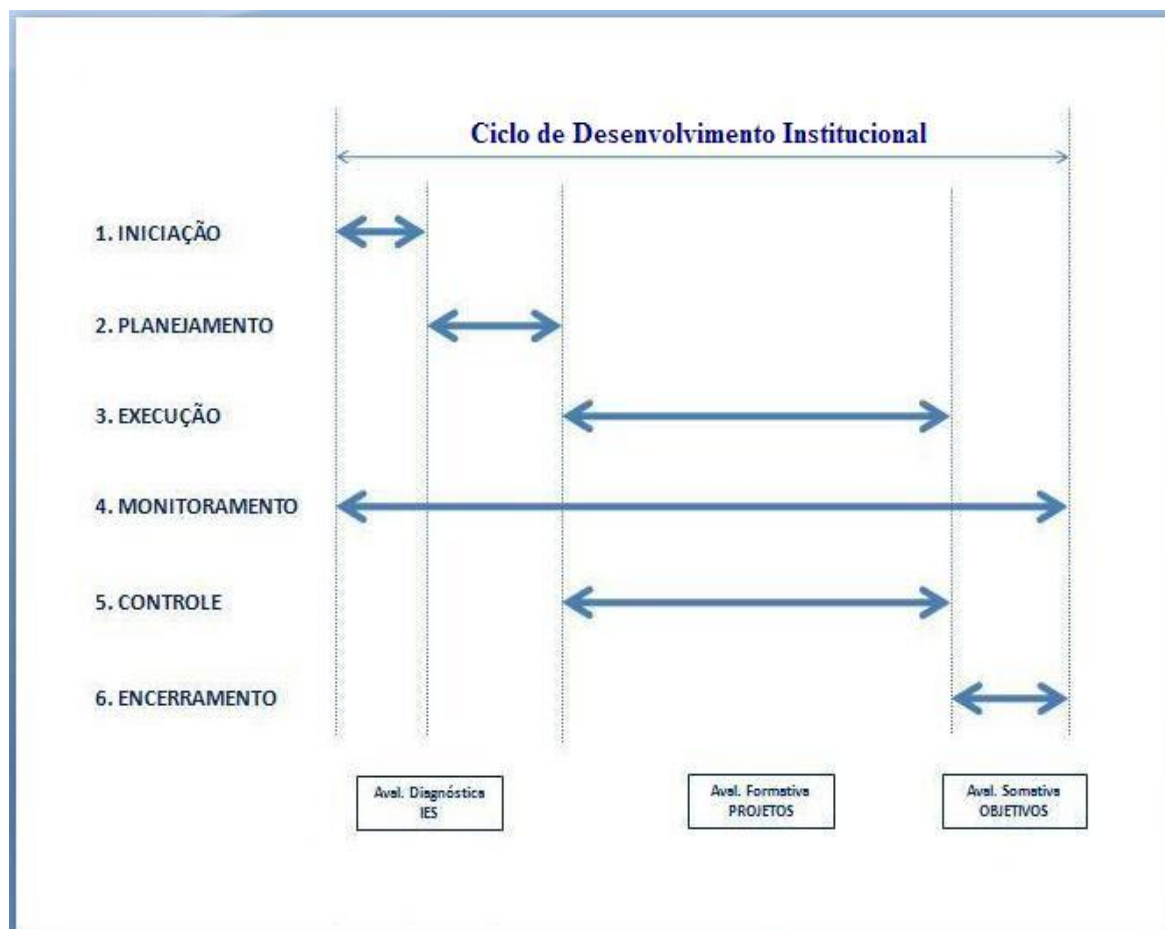 Ciclo de Desenvolvimento Institucional
1. INICIAÇÃO
2. PLANEJAMENTO
3. EXECUÇÃO
4. MONITORAMENTO
5. CONTROLE
6. ENCERRAMENTO
Aval. Diagnóstica
IES
Aval. Formativa
PROJETOS
Aval. Somativa
OBJETIVOS